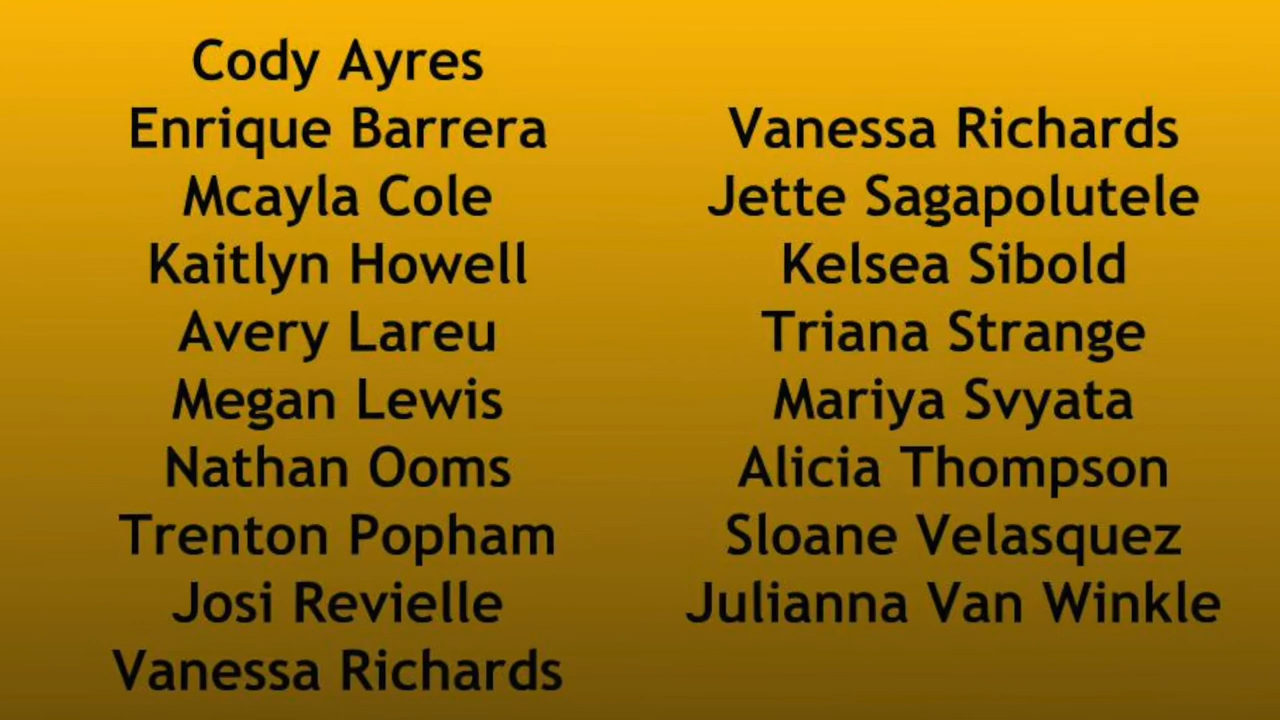 Cody Ayres
Enrique Barrera
Mcayla Cole
Kaitlyn Howell
Avery Lareu
Megan Lewis
Nathan Ooms
Trenton Popham
Josi Revielle
Vanessa Richards
Vanessa Richards
Jette Sagapolutele
Kelsea Sibold
Triana Strange
Mariya Svyata
Alicia Thompson
Sloane Velasquez
Julianna Van Winkle